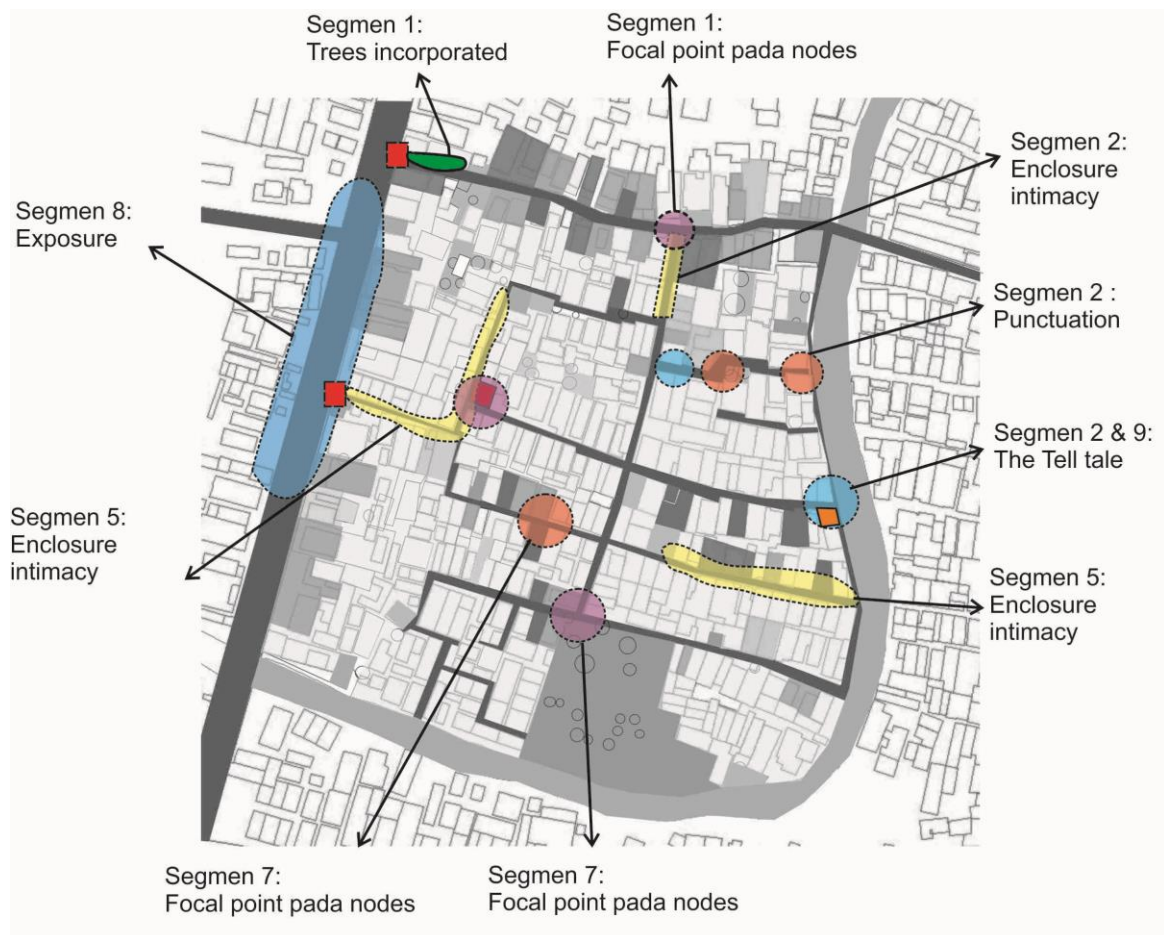 Segmen 1:
Trees incorporated
Segmen 1:
Focal point pada nodes
Segmen 2:
Enclosure
intimacy
Segmen 8:
Exposure
Segmen 2 :
Punctuation
Segmen 2 & 9:
The Tell tale
Segmen 5:
Enclosure
intimacy
Segmen 5:
Enclosure
intimacy
Segmen 7:
Focal point pada nodes
Segmen 7:
Focal point pada nodes